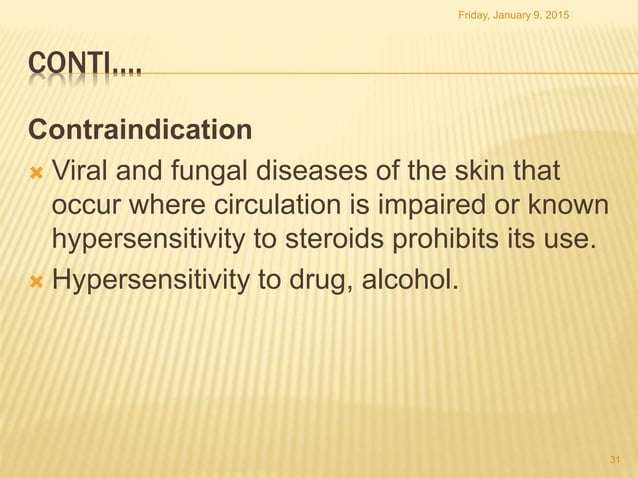 Friday, January 9, 2015
CONTI....
Contraindication
Viral and fungal diseases of the skin that
occur where circulation is impaired or known
hypersensitivity to steroids prohibits its use.
Hypersensitivity to drug, alcohol.
31